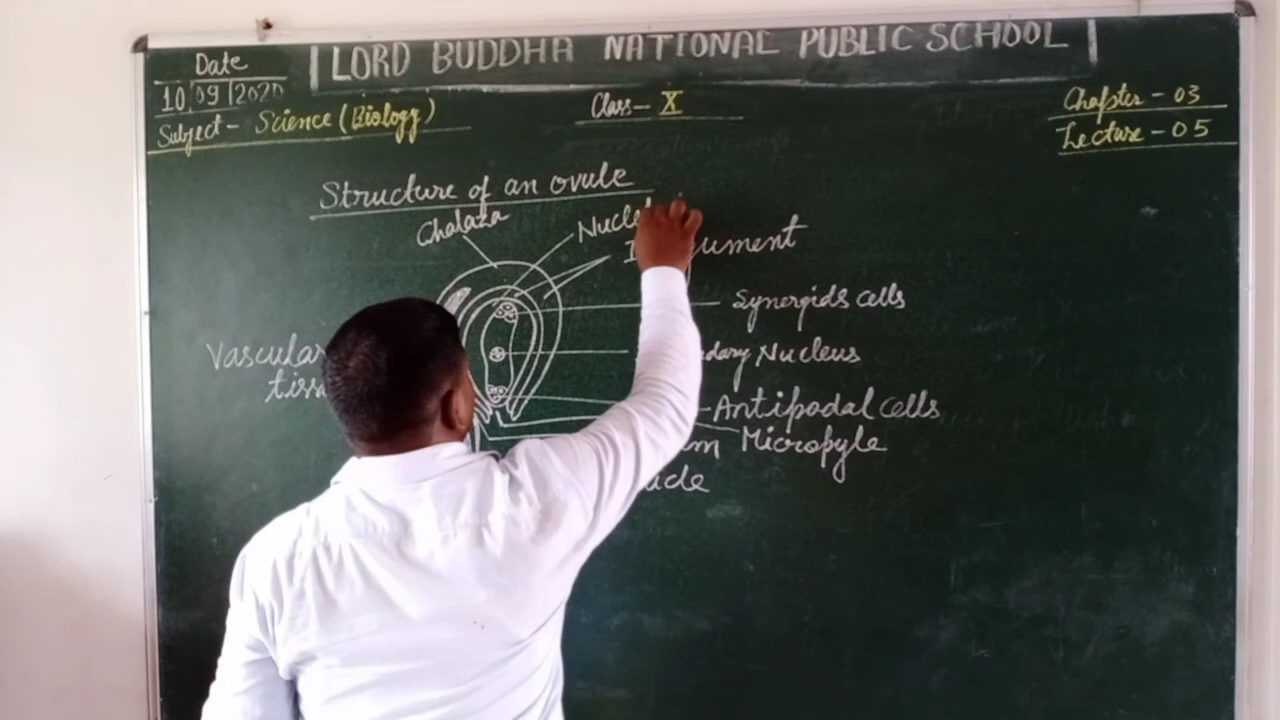 LORD BUDDHA NATIONAL PUBLIC SCHOOL
Date
10/09/2020
Subject - Science (Biology)
Class - X
Chapter - 03
Lecture - 05
Structure of an ovule
Chalaza
Synergids cells
Vascular
Nucleus
Antipodal cells
Micropyle